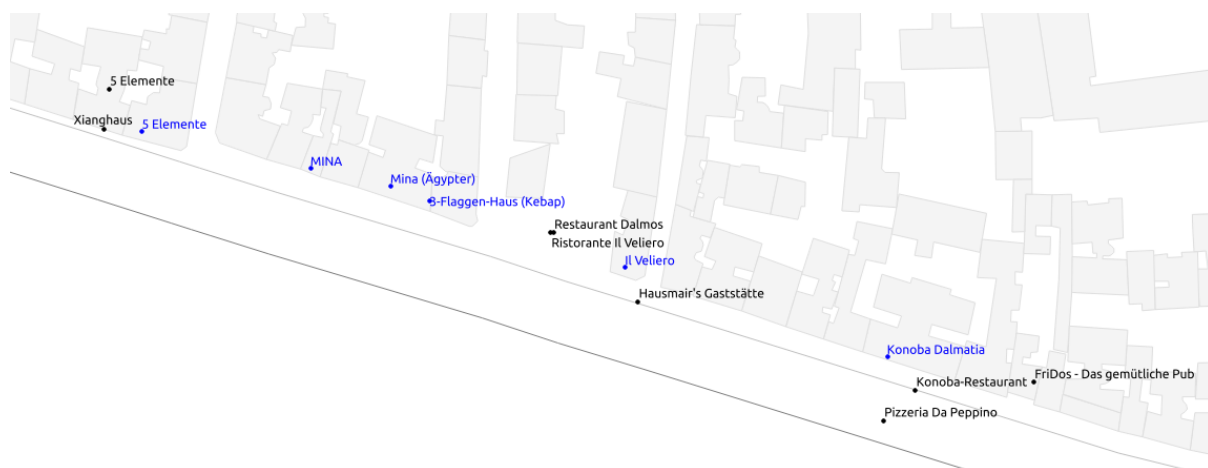 5 Elemente
Xianghaus
5 Elemente
MINA
Mina (Ägypter)
3-Flaggen-Haus (Kebap)
Restaurant Dalmos
Ristorante Il Veliero
Il Veliero
Hausmair's Gaststätte
Konoba Dalmatia
FriDos - Das gemütliche Pub
Konoba-Restaurant
Pizzeria Da Peppino